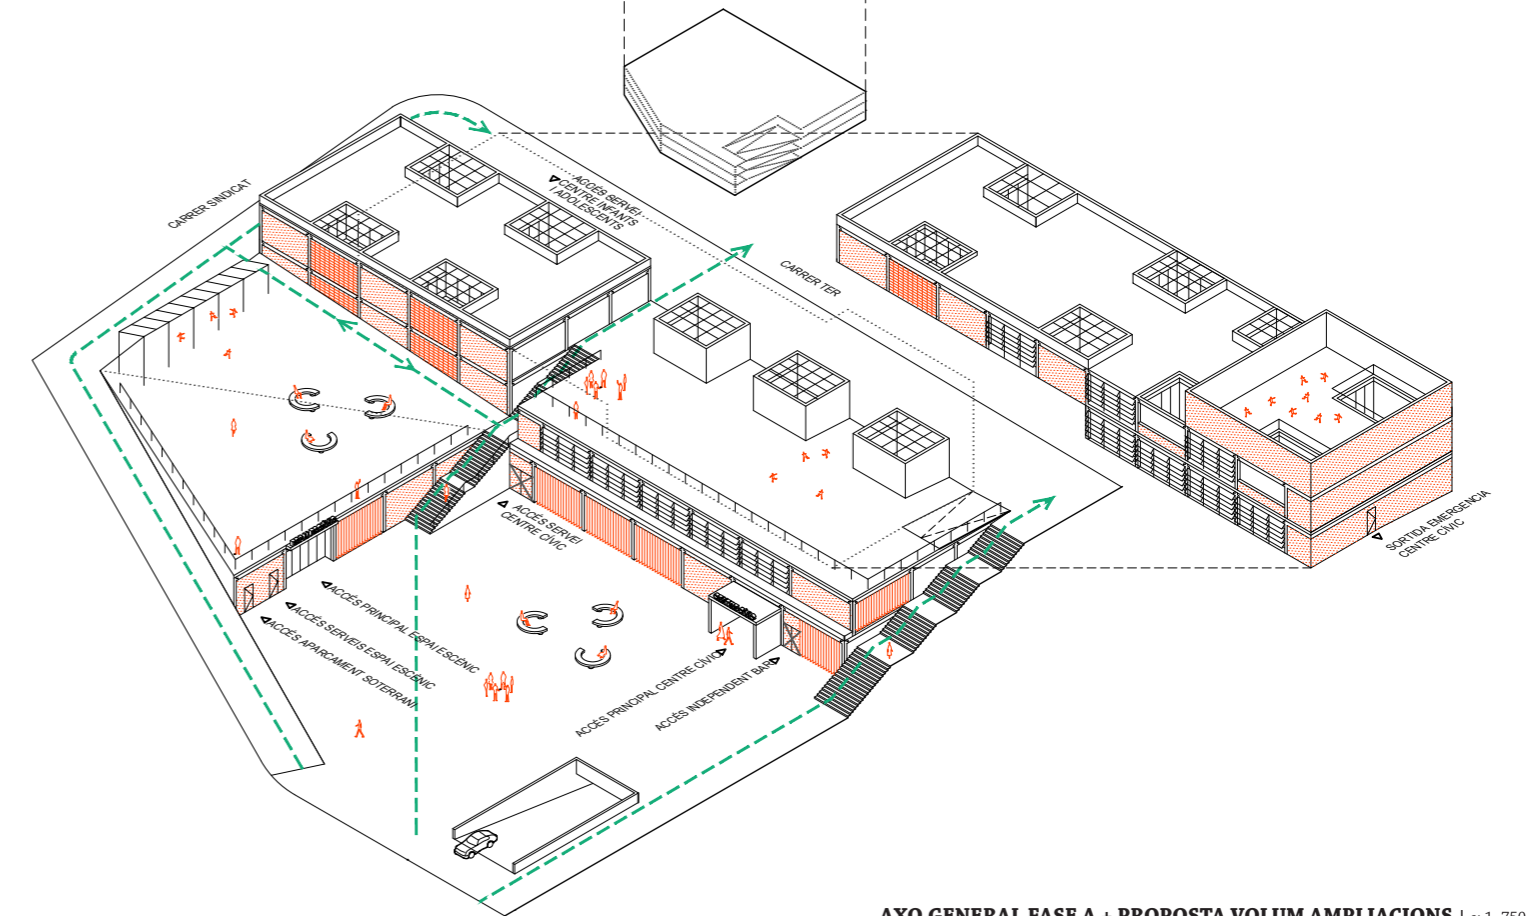 CARRER SINDICAT
ACCÉS SERVEI
CENTRE INFANTS
I ADOLESCENTS
CARRER TER
ACCÉS SERVEI
CENTRE CÍVIC
SORTIDA EMERGENCIA
CENTRE CÍVIC
ACCÉS PRINCIPAL ESPAI ESCÈNIC
ACCÉS SERVEIS ESPAI ESCÈNIC
ACCÉS APARCAMENT SOTERRANI
ACCÉS PRINCIPAL CENTRE CÍVIC
ACCÉS INDEPENDENT BAR
AXO GENERAL FASE A + PROPOSTA VOLUM AMPLIACIONS |